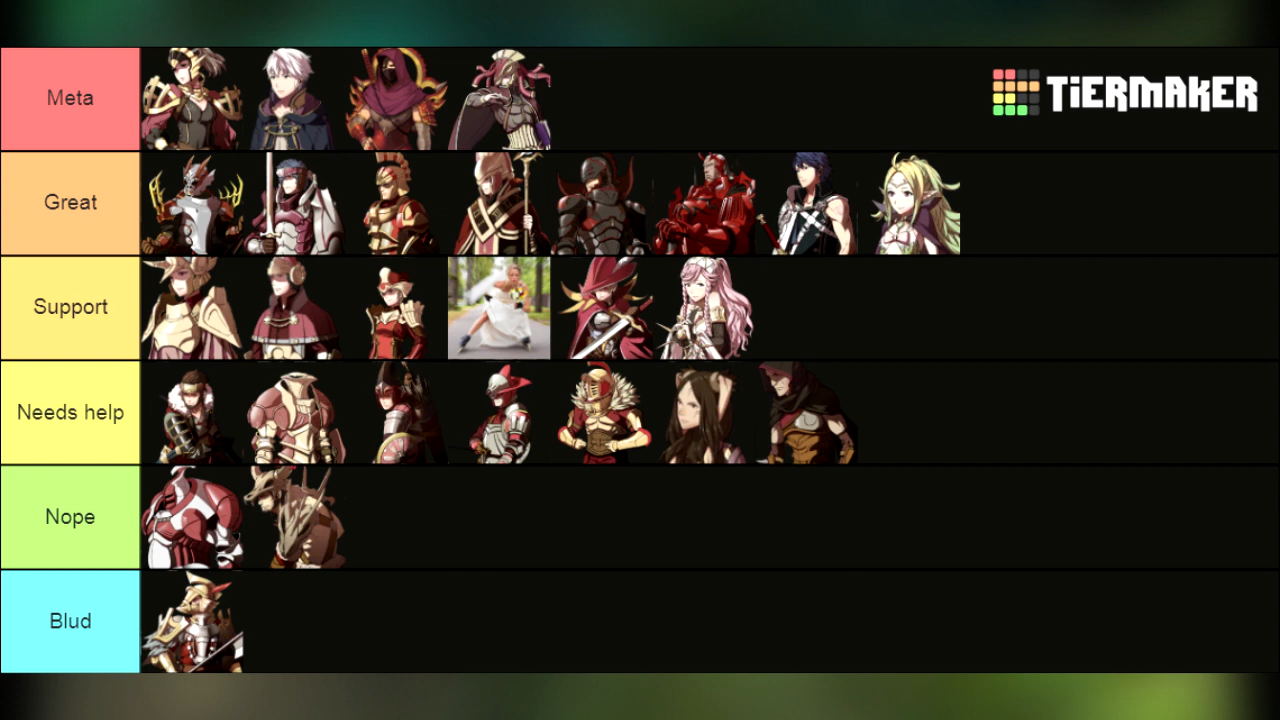 Meta
TIERMAKER
Great
Support
Needs help
Nope
Blud